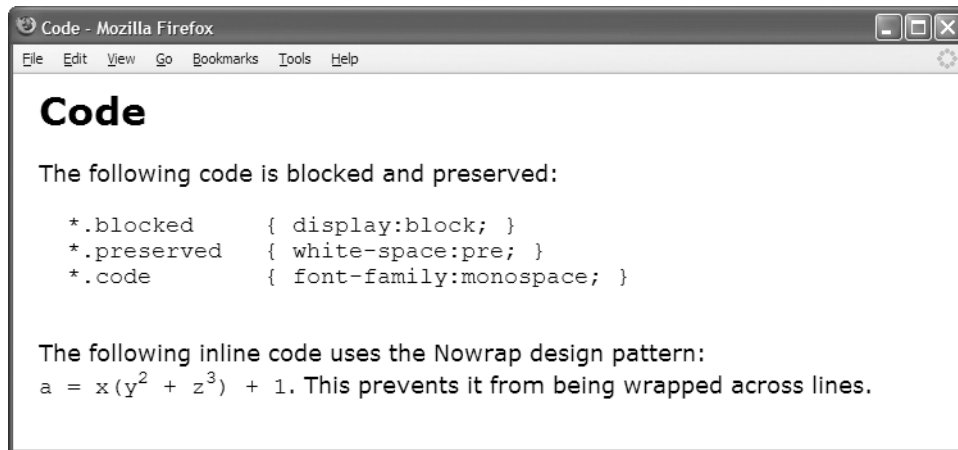 Code - Mozilla Firefox
File Edit View Go Bookmarks Tools Help
Code
The following code is blocked and preserved:
*.blocked     { display:block; }
*.preserved   { white-space:pre; }
*.code        { font-family:monospace; }
The following inline code uses the Nowrap design pattern:
a = x(y² + z³) + 1. This prevents it from being wrapped across lines.